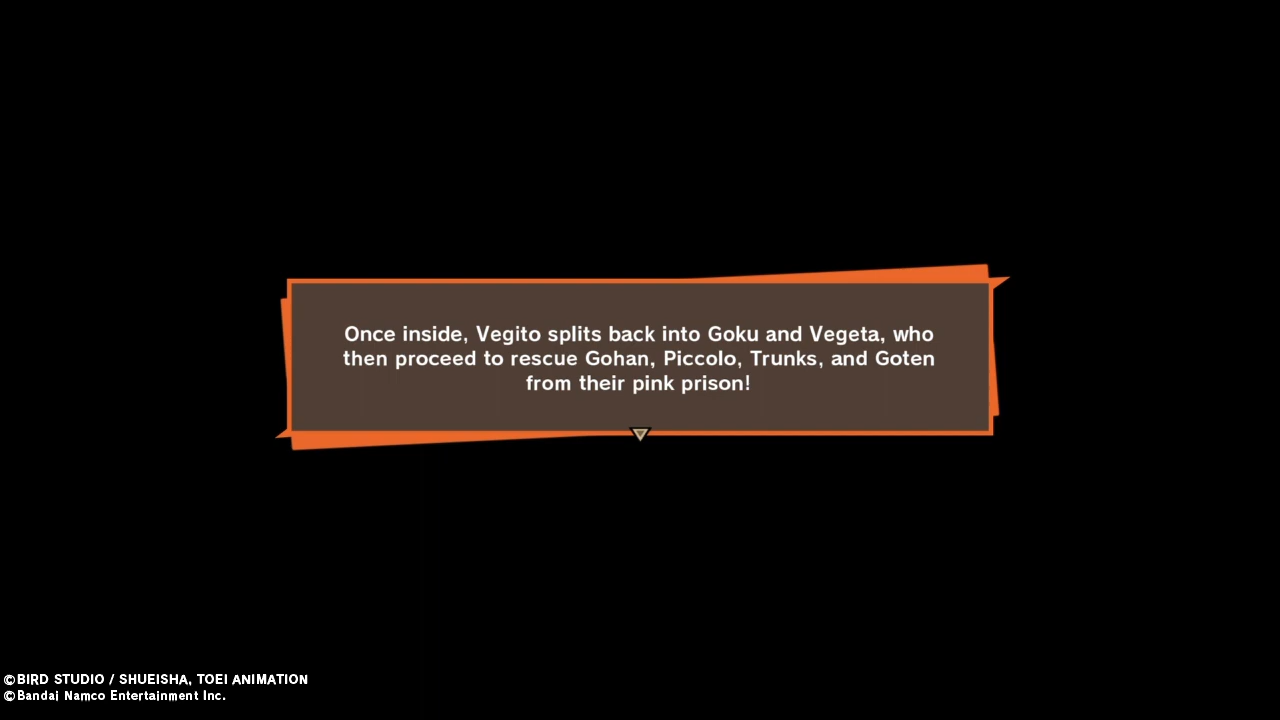 Once inside, Vegito splits back into Goku and Vegeta, who
then proceed to rescue Gohan, Piccolo, Trunks, and Goten
from their pink prison!
©BIRD STUDIO / SHUEISHA, TOEI ANIMATION
©Bandai Namco Entertainment Inc.